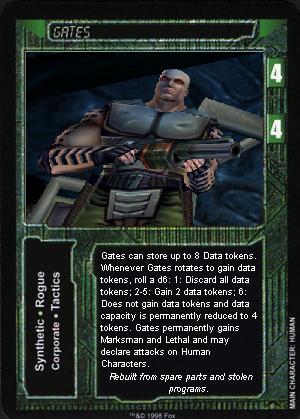 GATES
4
4
Synthetic • Rogue
Corporate • Tactics
Gates can store up to 8 Data tokens.
Whenever Gates rotates to gain data
tokens, roll a d6: 1: Discard all data
tokens; 2-5: Gain 2 data tokens; 6:
Does not gain data tokens and data
capacity is permanently reduced to 4
tokens. Gates permanently gains
Marksman and Lethal and may
declare attacks on Human
Characters.
Rebuilt from spare parts and stolen
programs.
MAIN CHARACTER: HUMAN
™&© 1998 Fox